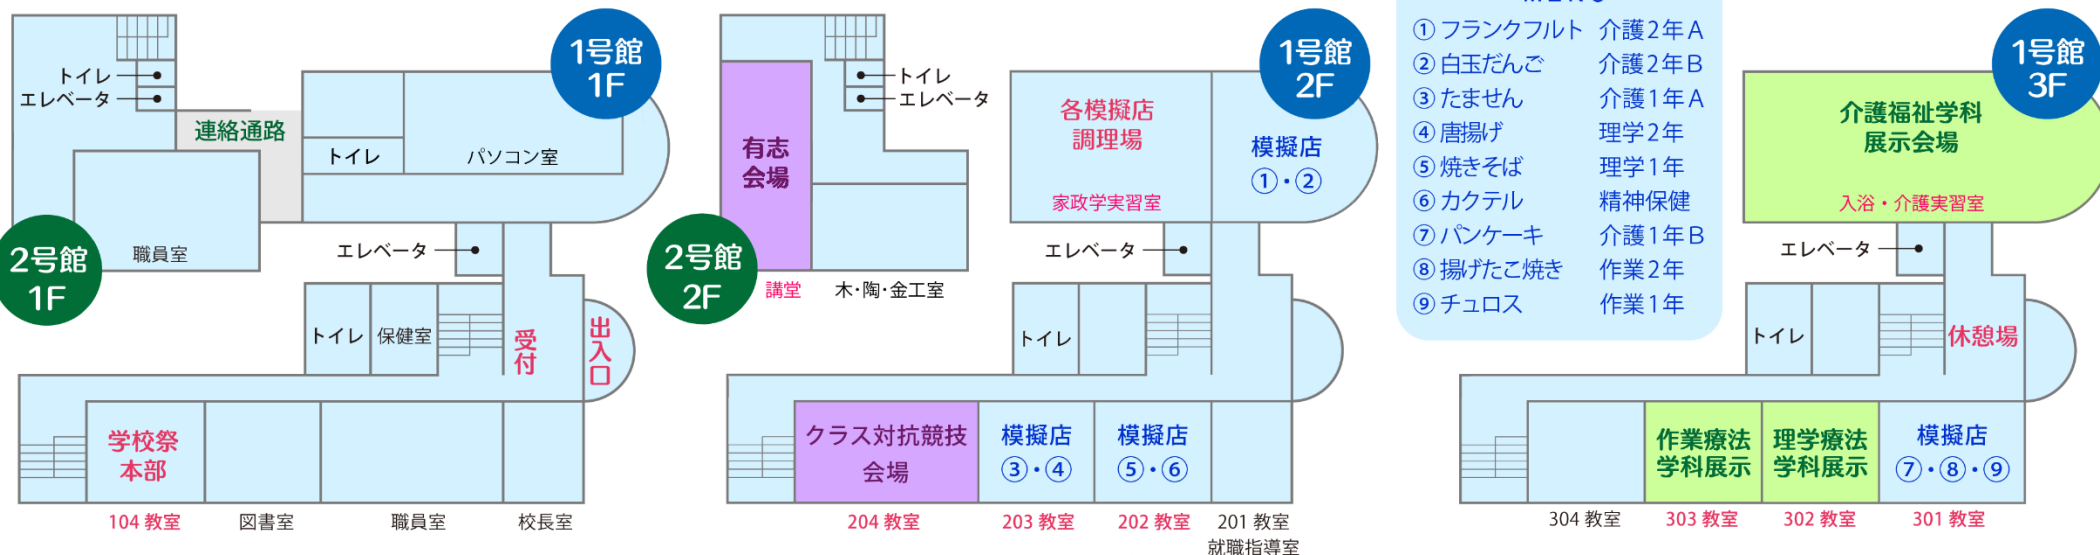 トイレ
エレベータ
連絡通路
1号館
1F
トイレ
パソコン室
職員室
2号館
1F
エレベータ
トイレ
保健室
受付
出入口
学校祭
本部
104 教室
図書室
職員室
校長室
トイレ
エレベータ
有志
会場
2号館
2F
講堂
木・陶・金工室
1号館
2F
各模擬店
調理場
家政学実習室
模擬店
①・②
エレベータ
トイレ
クラス対抗競技
会場
模擬店
③・④
模擬店
⑤・⑥
204 教室
203 教室
202 教室
201 教室
就職指導室
①フランクフルト 介護2年A
②白玉だんご 介護2年B
③たません 介護1年A
④唐揚げ 理学2年
⑤焼きそば 理学1年
⑥カクテル 精神保健
⑦パンケーキ 介護1年B
⑧揚げたこ焼き 作業2年
⑨チュロス 作業1年
1号館
3F
介護福祉学科
展示会場
入浴・介護実習室
エレベータ
トイレ
休憩場
作業療法
学科展示
理学療法
学科展示
模擬店
⑦・⑧・⑨
304 教室
303 教室
302 教室
301 教室